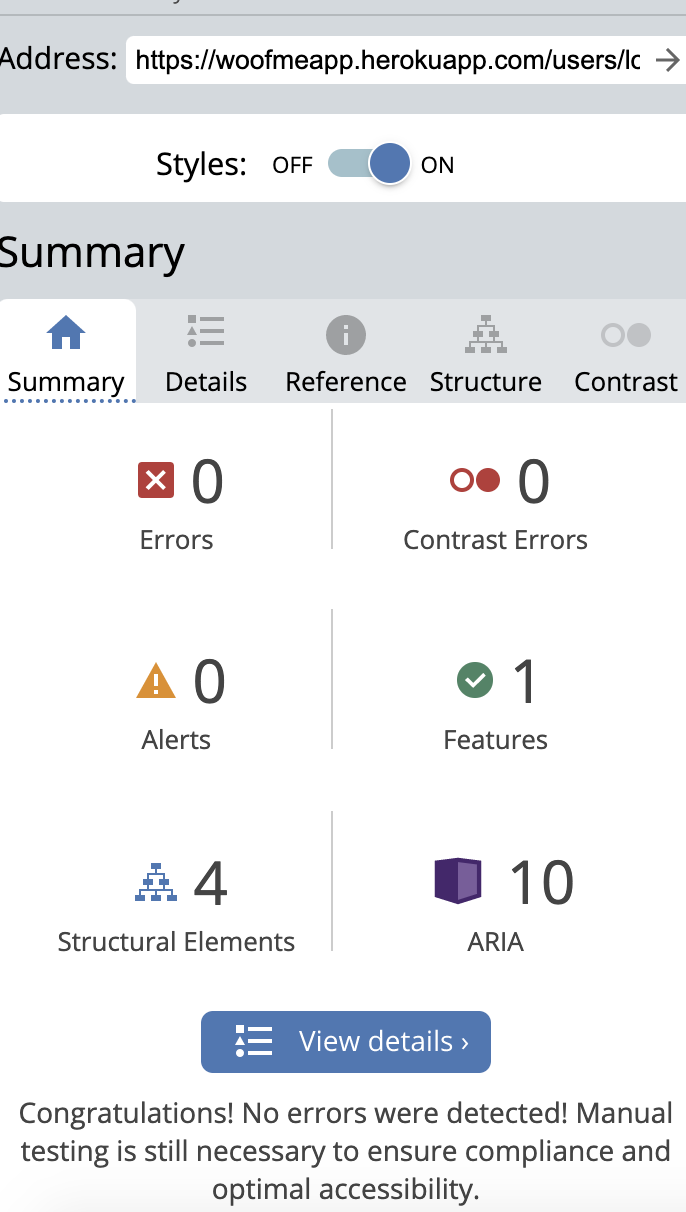 Address: https://woofmeapp.herokuapp.com/users/lo
Styles: OFF ON
Summary
Summary Details Reference Structure Contrast
0 0
Errors Contrast Errors
0 1
Alerts Features
4 10
Structural Elements ARIA
View details ›
Congratulations! No errors were detected! Manual
testing is still necessary to ensure compliance and
optimal accessibility.